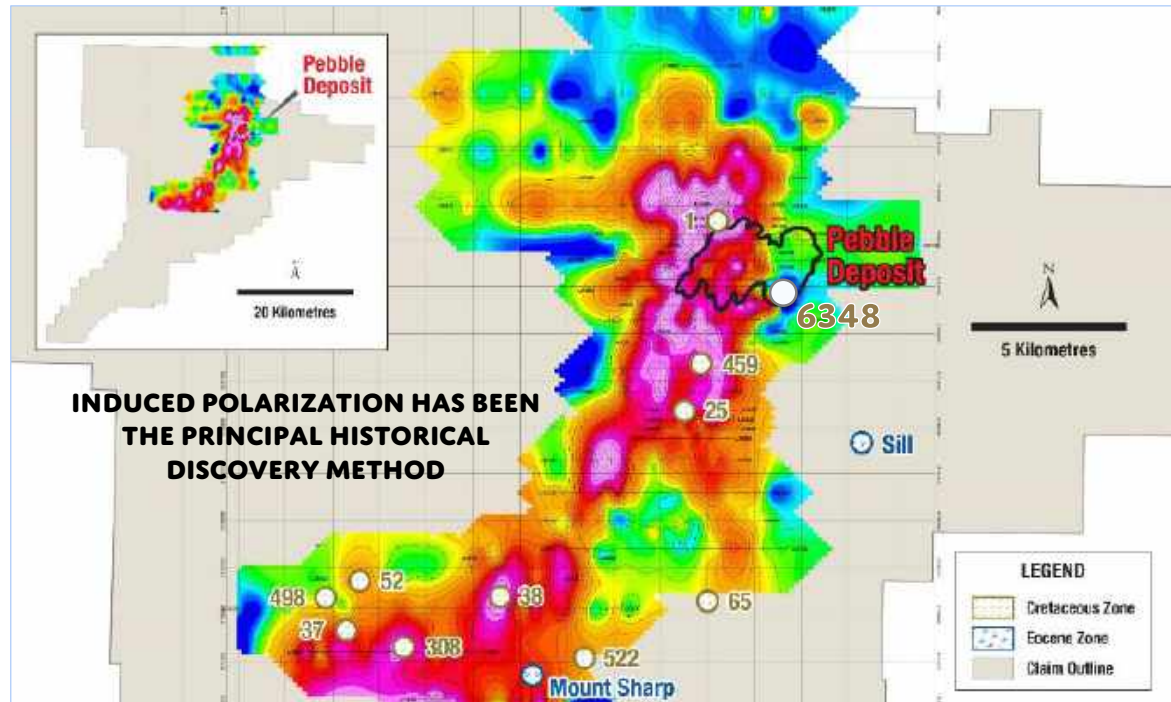 Pebble
Deposit
20 Kilometres
1
Pebble
Deposit
6348
N
5 Kilometres
459
25
INDUCED POLARIZATION HAS BEEN
THE PRINCIPAL HISTORICAL
DISCOVERY METHOD
Sill
52
498
38
65
37
308
522
Mount Sharp
LEGEND
Cretaceous Zone
Eocene Zone
Claim Outline